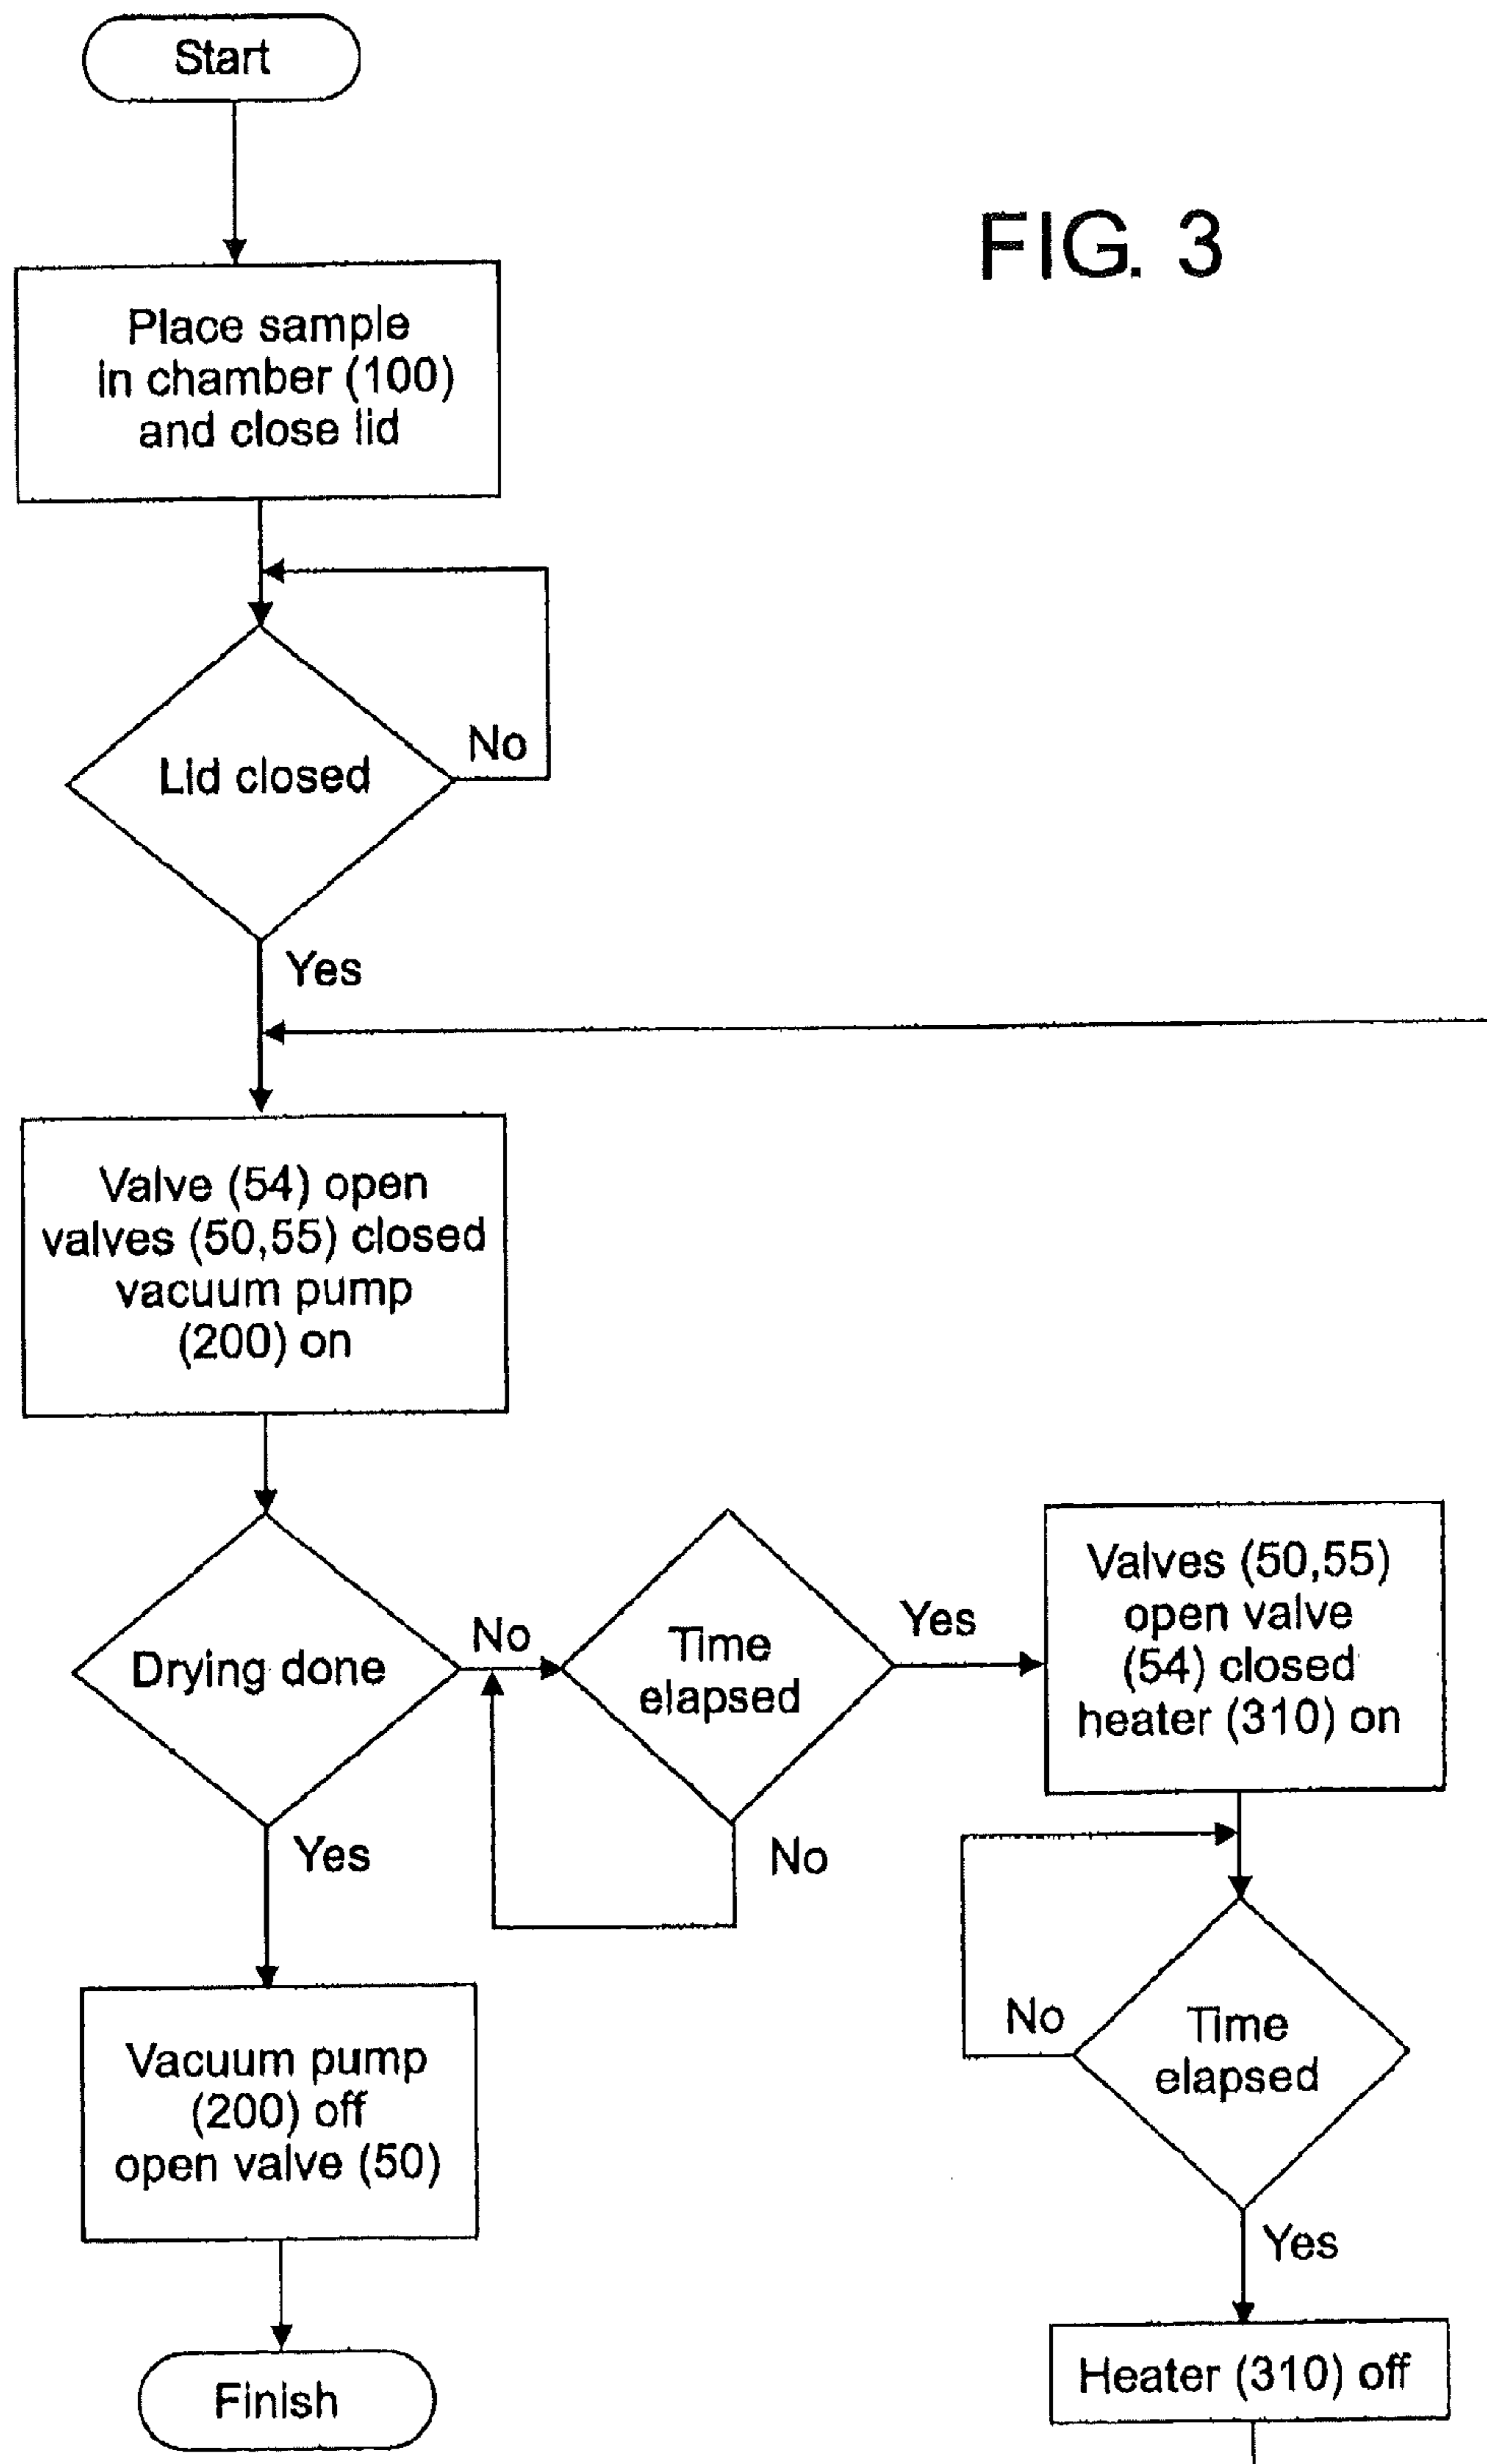 Start
FIG. 3
Place sample
in chamber (100)
and close lid
No
Lid closed
Yes
Valve (54) open
valves (50,55) closed
vacuum pump
(200) on
Drying done
No
Time
elapsed
Yes
No
Valves (50,55)
open valve
(54) closed
heater (310) on
Yes
No
Time
elapsed
Yes
Vacuum pump
(200) off
open valve (50)
Heater (310) off
Finish